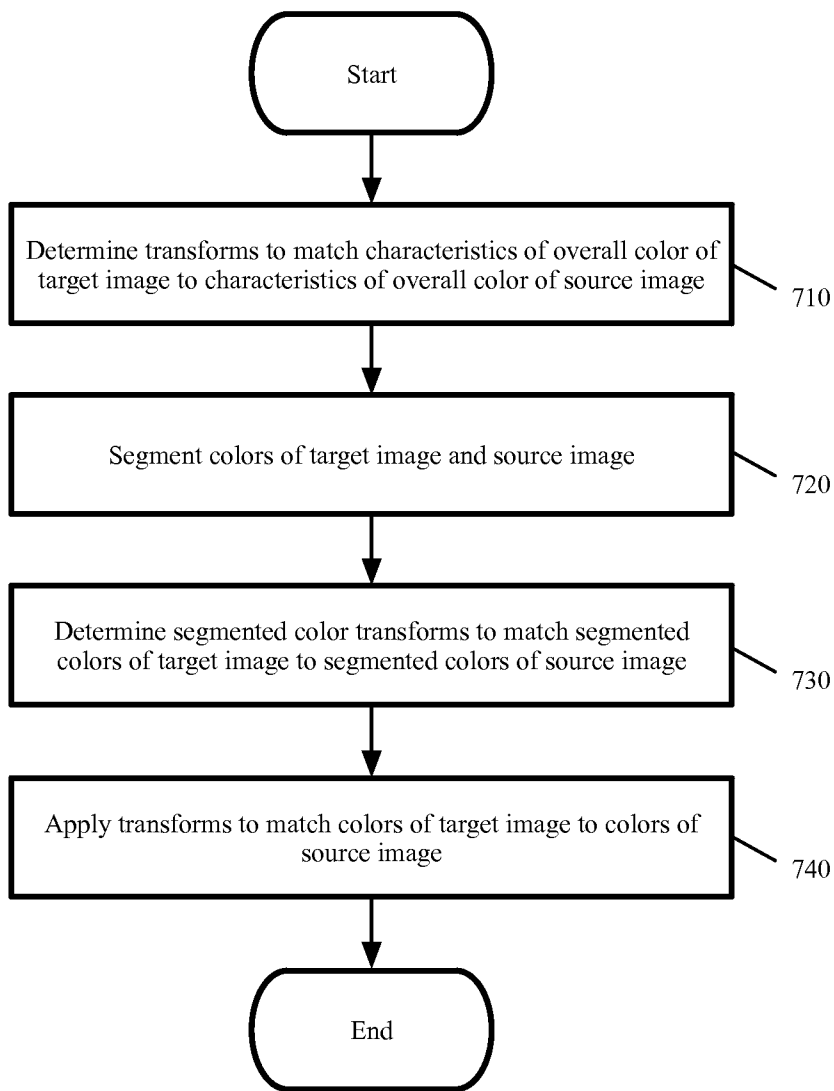 Start
Determine transforms to match characteristics of overall color of
target image to characteristics of overall color of source image
710
Segment colors of target image and source image
720
Determine segmented color transforms to match segmented
colors of target image to segmented colors of source image
730
Apply transforms to match colors of target image to colors of
source image
740
End